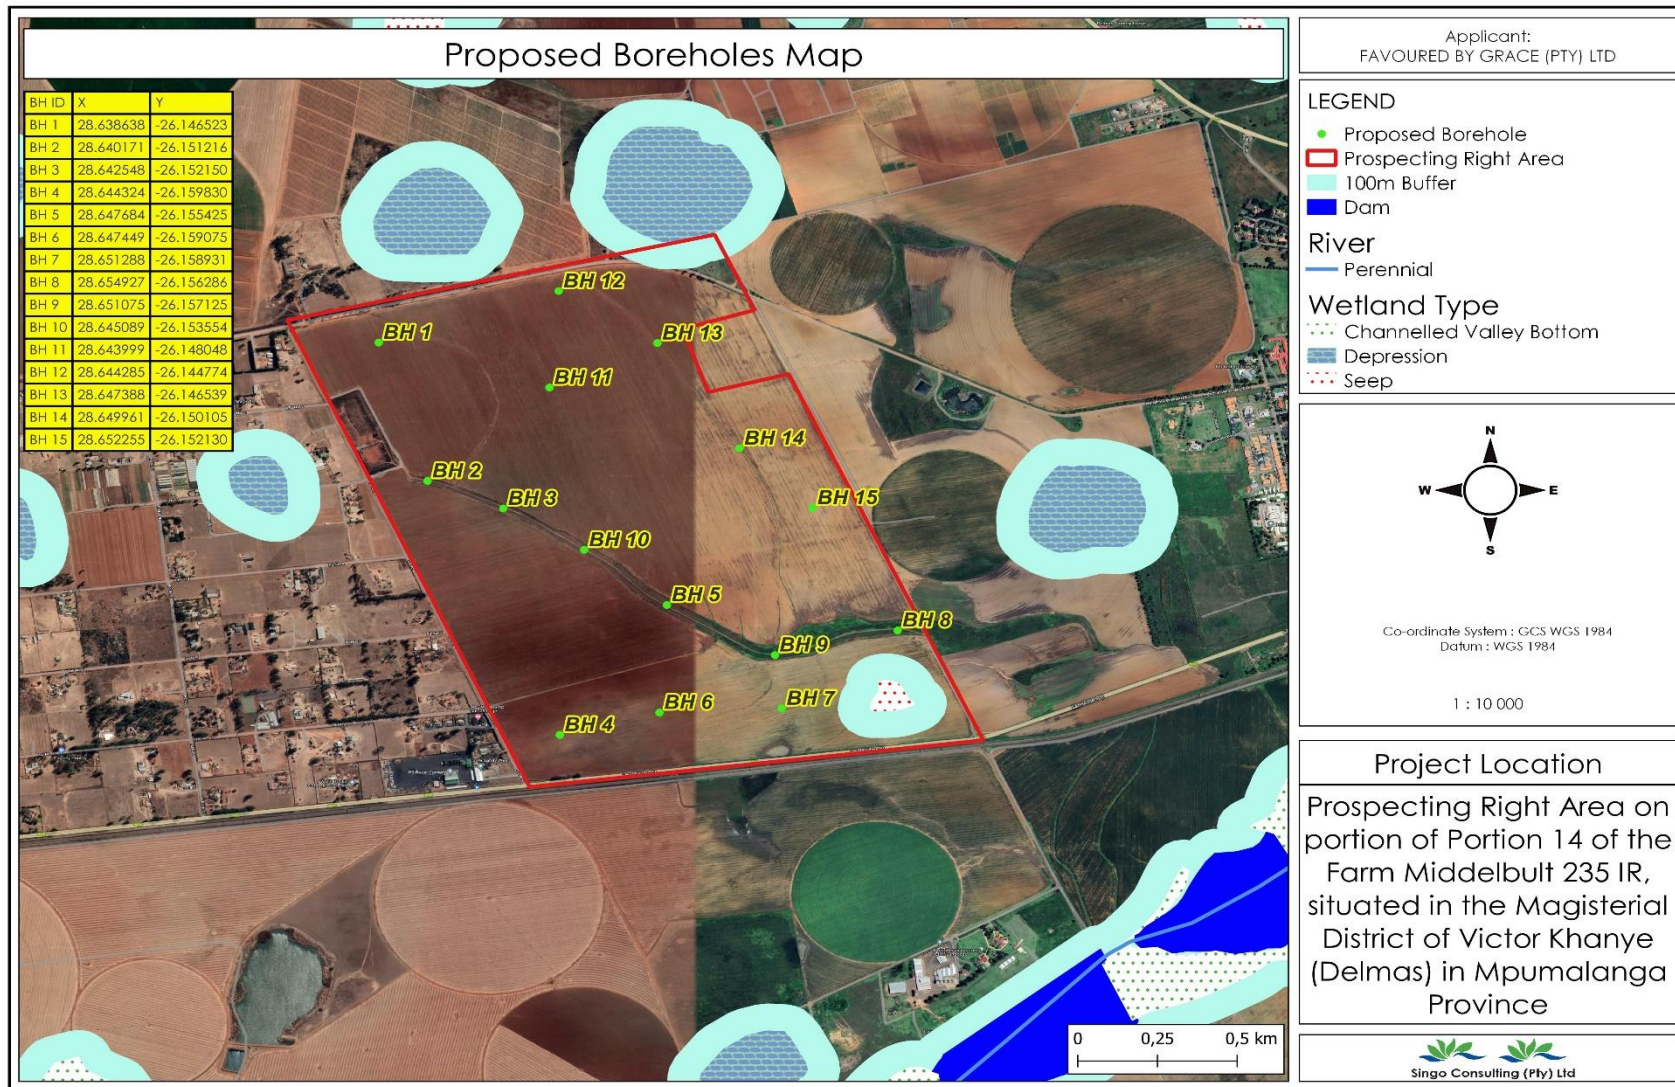 Proposed Boreholes Map
BH ID X Y
BH 1 28.638638 -26.146523
BH 2 28.640171 -26.151216
BH 3 28.642548 -26.152150
BH 4 28.644324 -26.159830
BH 5 28.647684 -26.155425
BH 6 28.647449 -26.159075
BH 7 28.651288 -26.158931
BH 8 28.654927 -26.156286
BH 9 28.651075 -26.157125
BH 10 28.645089 -26.153554
BH 11 28.643999 -26.148048
BH 12 28.644285 -26.144774
BH 13 28.647388 -26.146539
BH 14 28.649961 -26.150105
BH 15 28.652255 -26.152130
BH 12
BH 1
BH 13
BH 11
BH 14
BH 2
BH 3
BH 15
BH 10
BH 5
BH 8
BH 9
BH 6
BH 7
BH 4
0 0,25 0,5 km
Applicant:
FAVOURED BY GRACE (PTY) LTD
LEGEND
Proposed Borehole
Prospecting Right Area
100m Buffer
Dam
River
Perennial
Wetland Type
Channelled Valley Bottom
Depression
Seep
N
W E
S
Co-ordinate System : GCS WGS 1984
Datum : WGS 1984
1 : 10 000
Project Location
Prospecting Right Area on
portion of Portion 14 of the
Farm Middelbult 235 IR,
situated in the Magisterial
District of Victor Khanye
(Delmas) in Mpumalanga
Province
Singo Consulting (Pty) Ltd